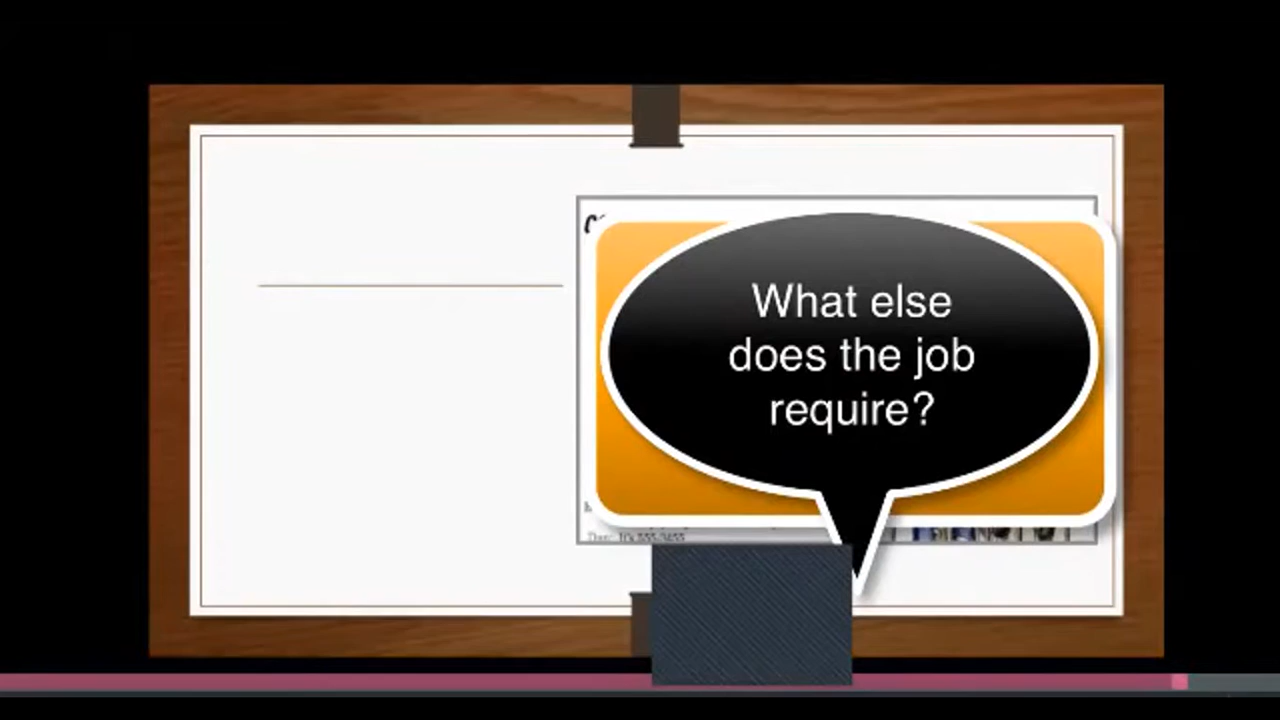 What else
does the job
require?